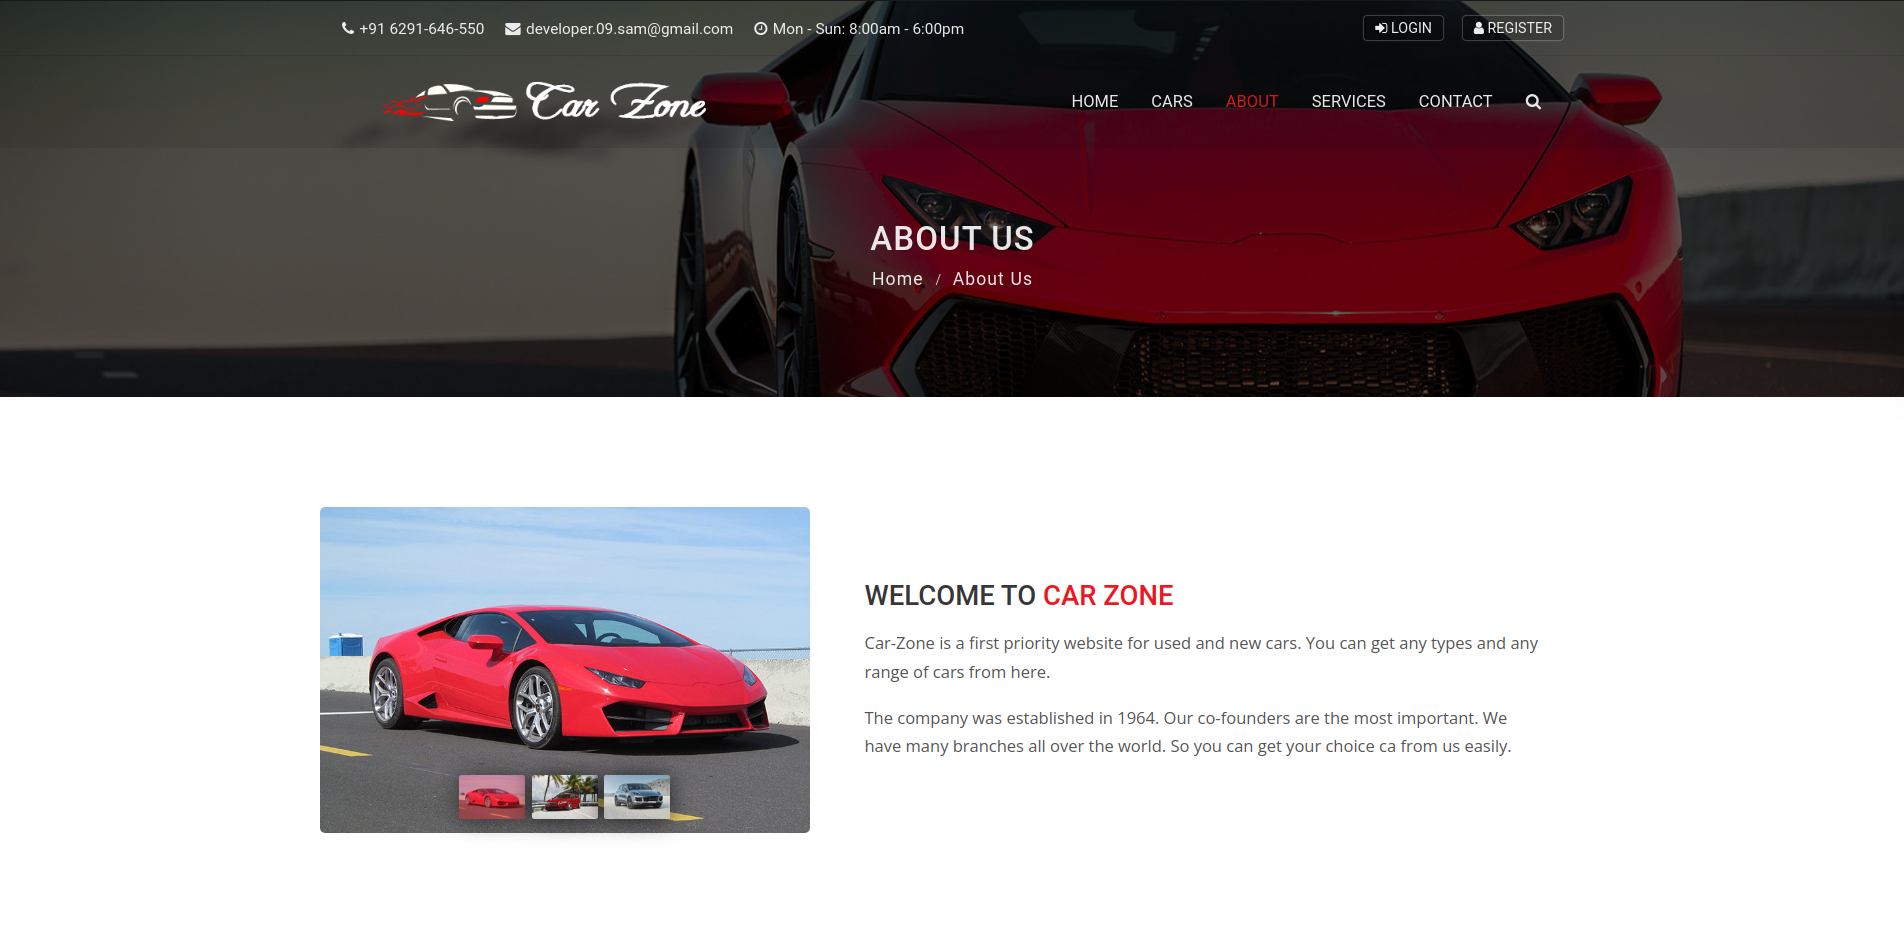 +91 6291-646-550 developer.09.sam@gmail.com Mon - Sun: 8:00am - 6:00pm LOGIN REGISTER
Car Zone HOME CARS ABOUT SERVICES CONTACT
ABOUT US
Home / About Us
WELCOME TO CAR ZONE
Car-Zone is a first priority website for used and new cars. You can get any types and any
range of cars from here.
The company was established in 1964. Our co-founders are the most important. We
have many branches all over the world. So you can get your choice ca from us easily.